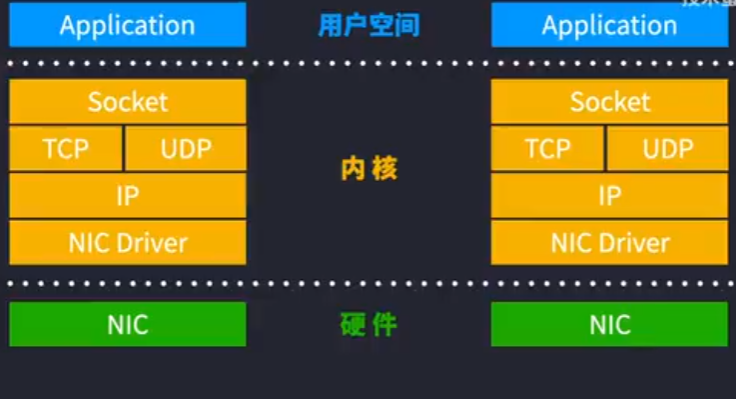 Application 用户空间 Application
Socket Socket
TCP UDP 内核 TCP UDP
IP IP
NIC Driver NIC Driver
NIC 硬件 NIC